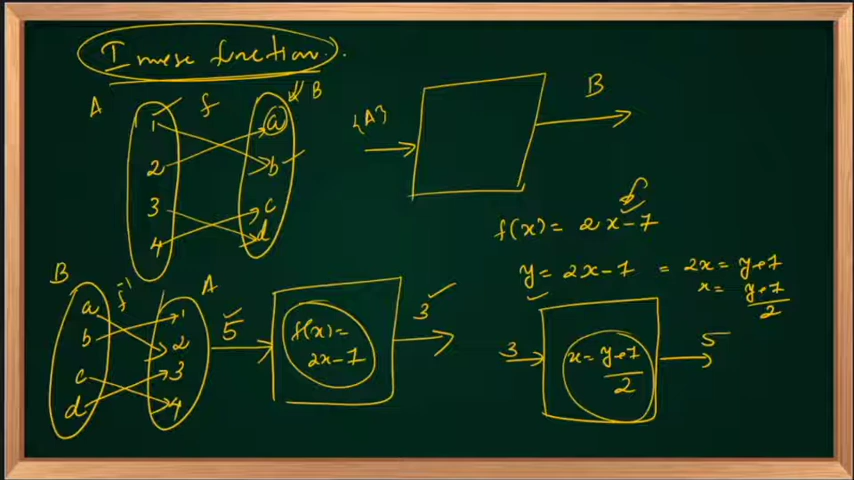 Inverse function.
A f B
1 a
2 b
3 c
4 d
{A} B
f(x) = 2x-7
y = 2x-7 = 2x = y+7
x = y+7/2
B f⁻¹ A
a 1
b 2
c 3
d 4
5 f(x) = 2x-7 3
3 x = y+7/2 5